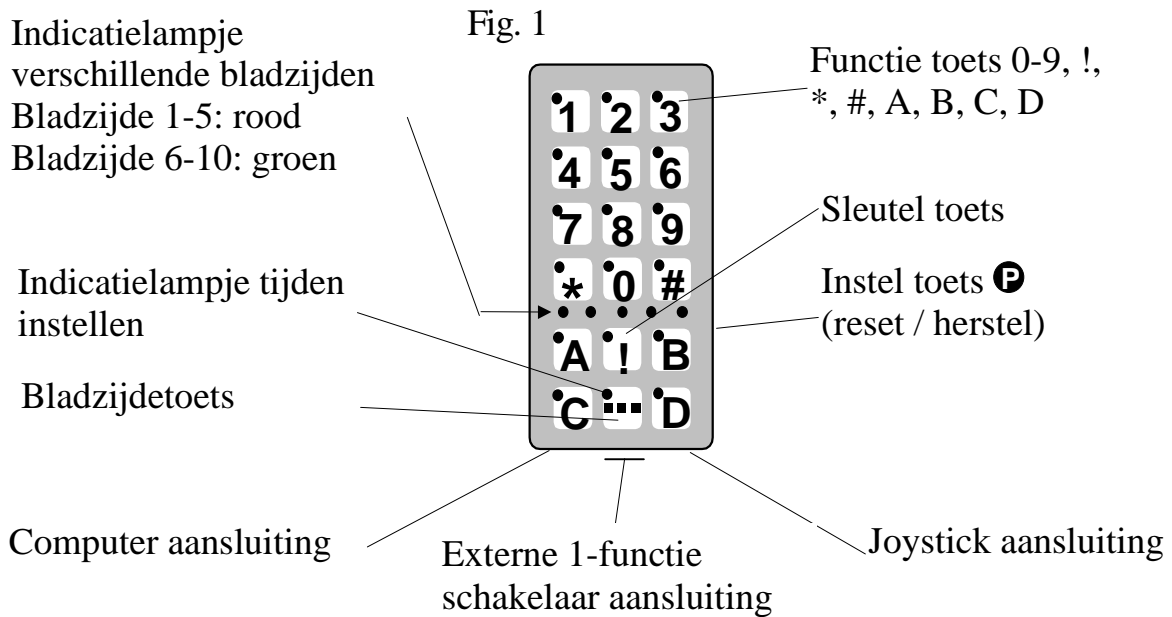 Fig. 1
Indicatielampje
verschillende bladzijden
Bladzijde 1-5: rood
Bladzijde 6-10: groen
Functie toets 0-9, !,
*, #, A, B, C, D
1 2 3
4 5 6
7 8 9
* 0 #
A ! B
C ... D
Sleutel toets
Indicatielampje tijden
instellen
Instel toets P
(reset / herstel)
Bladzijdetoets
Computer aansluiting
Externe 1-functie
schakelaar aansluiting
Joystick aansluiting